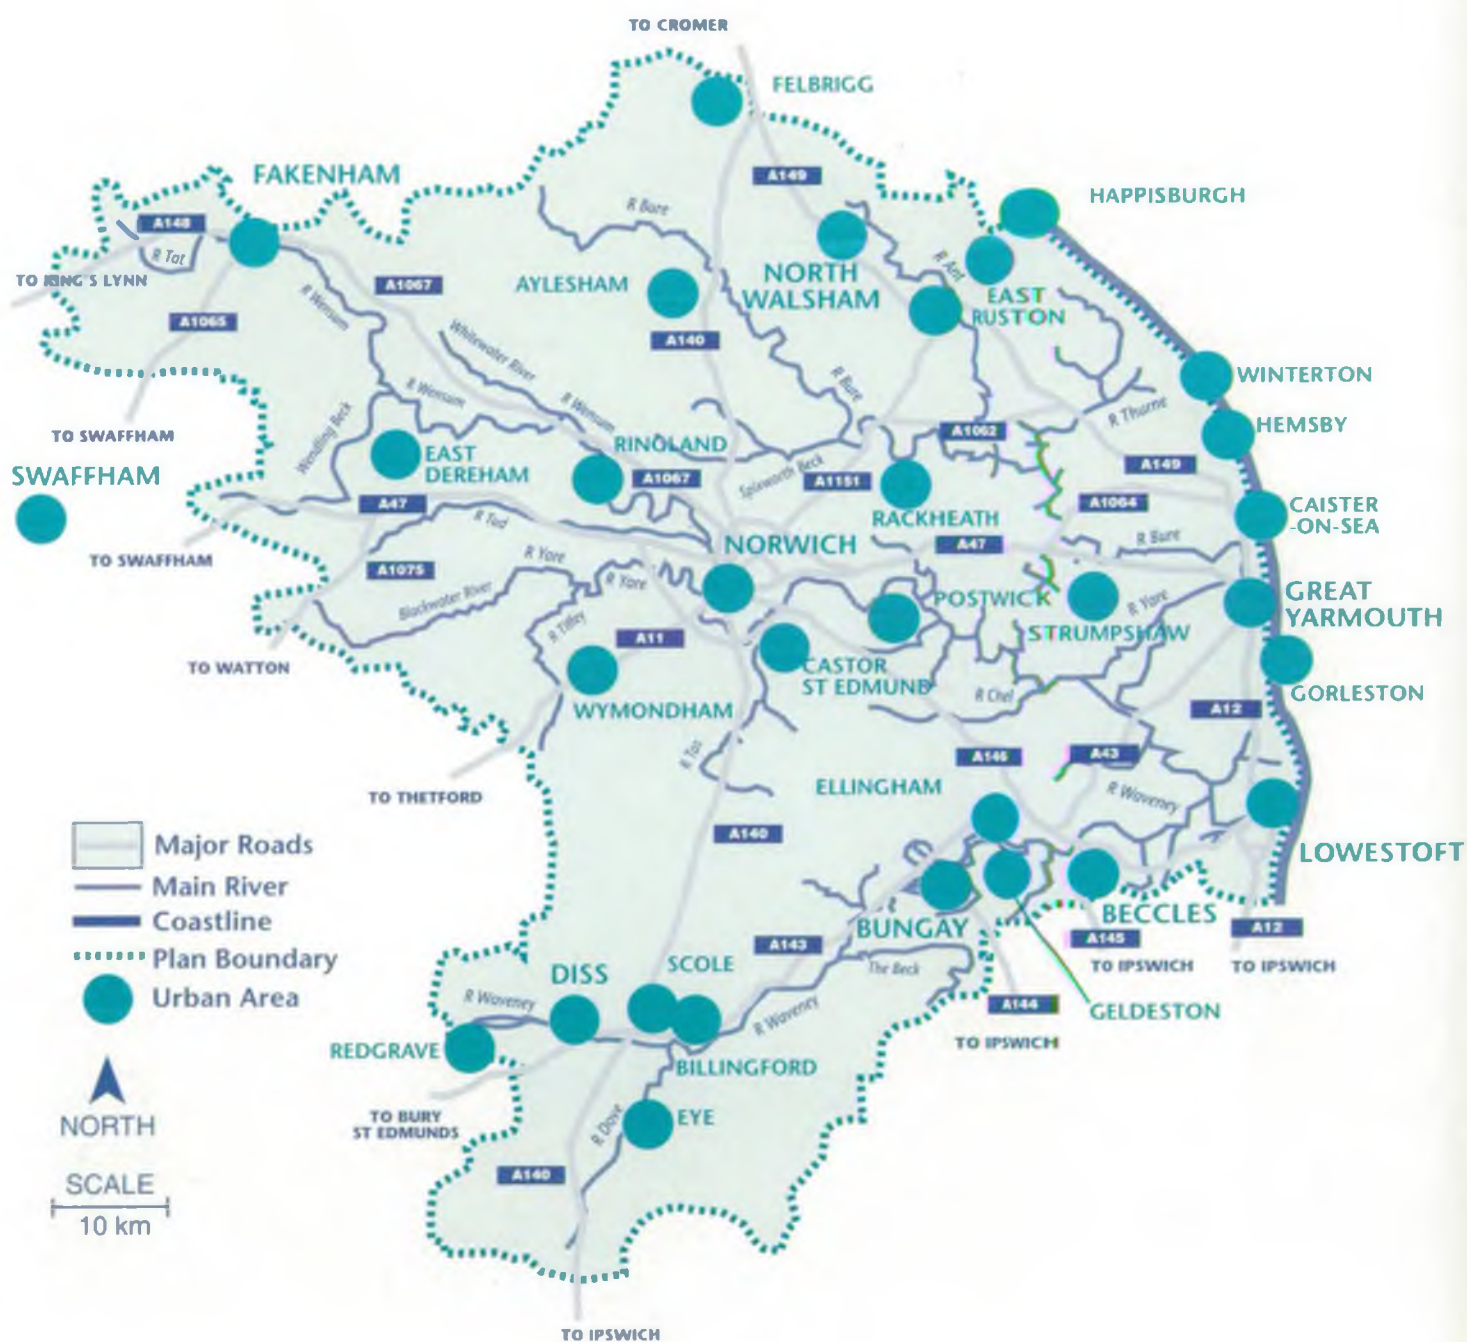 TO CROMER
FELBRIGG
FAKENHAM
A149
HAPPISBURGH
A148
R Bure
R Tat
R Ant
TO KING'S LYNN
AYLESHAM
NORTH
WALSHAM
A1067
R Wensum
EAST
RUSTON
A1065
Whitewater River
A140
WINTERTON
R Bure
R Wensum
R Wensum
R Thurne
TO SWAFFHAM
Wendling Beck
RINGLAND
A1062
HEMSBY
SWAFFHAM
EAST
DEREHAM
A1067
Spixworth Beck
A1151
A149
A47
A1064
CAISTER
-ON-SEA
R Tud
RACKHEATH
TO SWAFFHAM
R Yare
NORWICH
A47
R Bure
A1075
Blackwater River
R Yare
POSTWICK
R Yare
GREAT
YARMOUTH
R Tiffey
A11
STRUMPSHAW
TO WATTON
CASTOR
ST EDMUND
R Chet
GORLESTON
WYMONDHAM
A12
R Tas
A146
A43
TO THETFORD
ELLINGHAM
R Waveney
A140
Major Roads
LOWESTOFT
Main River
Coastline
BUNGAY
BECCLES
A12
Plan Boundary
A143
A145
TO IPSWICH
TO IPSWICH
DISS
SCOLE
The Beck
Urban Area
R Waveney
R Waveney
A144
GELDESTON
TO IPSWICH
REDGRAVE
BILLINGFORD
NORTH
TO BURY
ST EDMUNDS
R Dove
EYE
A140
SCALE
10 km
TO IPSWICH